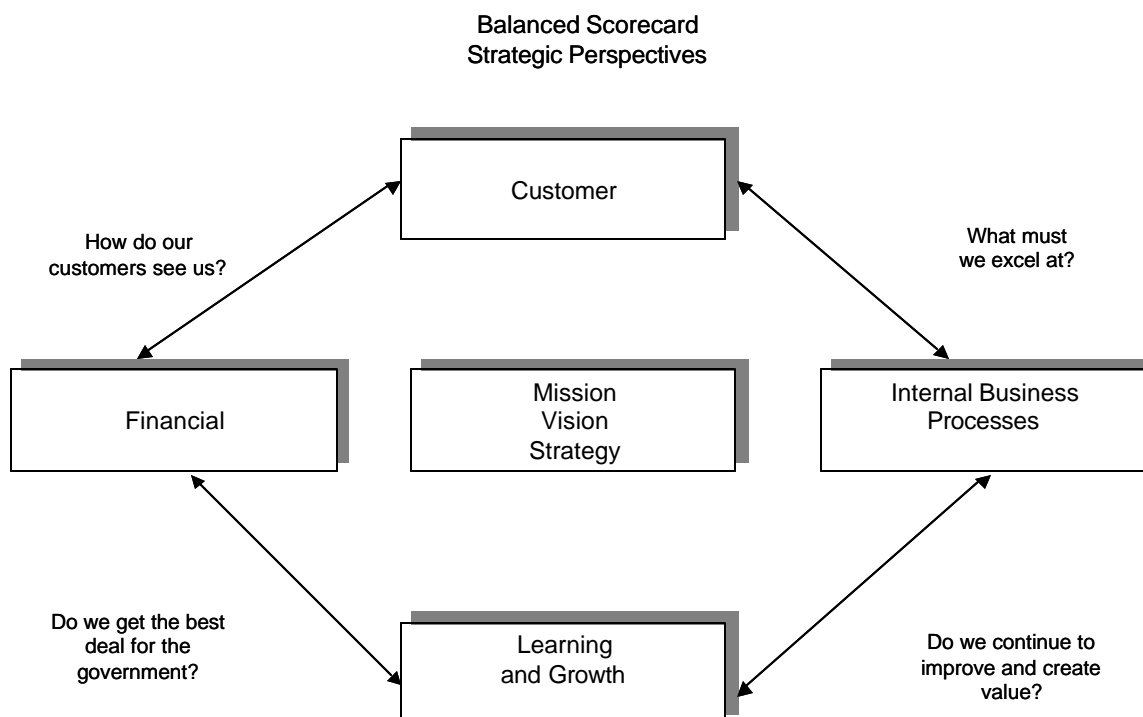 Balanced Scorecard
Strategic Perspectives
Customer
How do our
customers see us?
What must
we excel at?
Financial
Mission
Vision
Strategy
Internal Business
Processes
Do we get the best
deal for the
government?
Learning
and Growth
Do we continue to
improve and create
value?